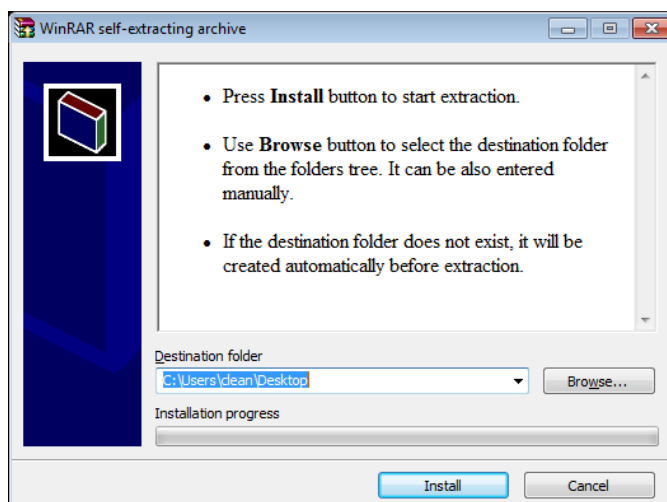 WinRAR self-extracting archive
• Press Install button to start extraction.
• Use Browse button to select the destination folder
from the folders tree. It can be also entered
manually.
• If the destination folder does not exist, it will be
created automatically before extraction.
Destination folder
C:\Users\clean\Desktop
Browse...
Installation progress
Install
Cancel